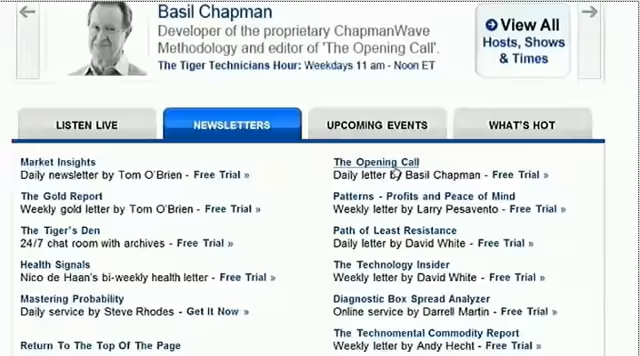 Basil Chapman
Developer of the proprietary ChapmanWave
Methodology and editor of 'The Opening Call'.
The Tiger Technicians Hour: Weekdays 11 am - Noon ET
View All
Hosts, Shows
& Times
LISTEN LIVE
NEWSLETTERS
UPCOMING EVENTS
WHAT'S HOT
Market Insights
Daily newsletter by Tom O'Brien - Free Trial »
The Gold Report
Weekly gold letter by Tom O'Brien - Free Trial »
The Tiger's Den
24/7 chat room with archives - Free Trial »
Health Signals
Nico de Haan's bi-weekly health letter - Free Trial »
Mastering Probability
Daily service by Steve Rhodes - Get It Now »
Return To The Top Of The Page
The Opening Call
Daily letter by Basil Chapman - Free Trial »
Patterns - Profits and Peace of Mind
Weekly letter by Larry Pesavento - Free Trial »
Path of Least Resistance
Daily letter by David White - Free Trial »
The Technology Insider
Weekly letter by David White - Free Trial »
Diagnostic Box Spread Analyzer
Online service by Darrell Martin - Free Trial »
The Technomental Commodity Report
Weekly letter by Andy Hecht - Free Trial »